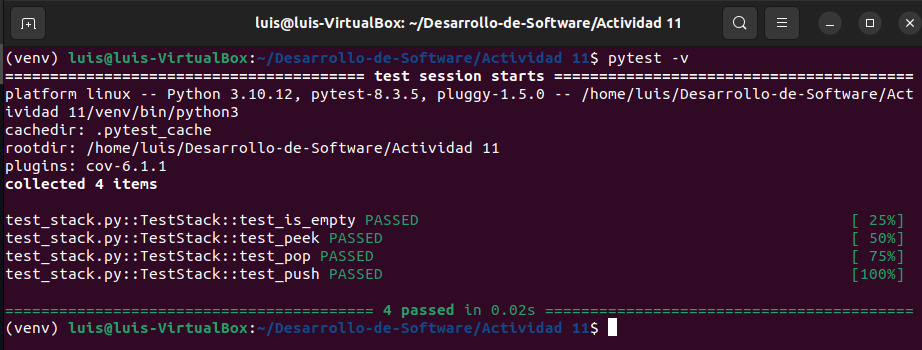 luis@luis-VirtualBox: ~/Desarrollo-de-Software/Actividad 11
(venv) luis@luis-VirtualBox:~/Desarrollo-de-Software/Actividad 11$ pytest -v
======================================== test session starts ========================================
platform linux -- Python 3.10.12, pytest-8.3.5, pluggy-1.5.0 -- /home/luis/Desarrollo-de-Software/Act
ividad 11/venv/bin/python3
cachedir: .pytest_cache
rootdir: /home/luis/Desarrollo-de-Software/Actividad 11
plugins: cov-6.1.1
collected 4 items
test_stack.py::TestStack::test_is_empty PASSED [ 25%]
test_stack.py::TestStack::test_peek PASSED [ 50%]
test_stack.py::TestStack::test_pop PASSED [ 75%]
test_stack.py::TestStack::test_push PASSED [100%]
========================================= 4 passed in 0.02s =========================================
(venv) luis@luis-VirtualBox:~/Desarrollo-de-Software/Actividad 11$